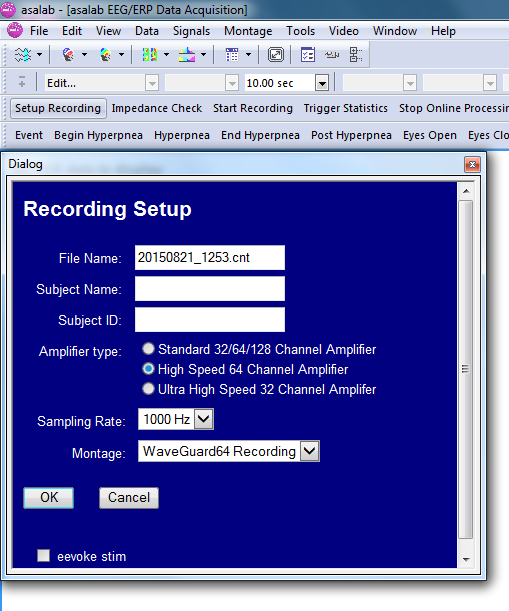 asalab - [asalab EEG/ERP Data Acquisition]
File Edit View Data Signals Montage Tools Video Window Help
Edit... 10.00 sec
Setup Recording Impedance Check Start Recording Trigger Statistics Stop Online Processin
Event Begin Hyperpnea Hyperpnea End Hyperpnea Post Hyperpnea Eyes Open Eyes Clo
Dialog
Recording Setup
File Name: 20150821_1253.cnt
Subject Name:
Subject ID:
Amplifier type: Standard 32/64/128 Channel Amplifier
High Speed 64 Channel Amplifier
Ultra High Speed 32 Channel Amplifer
Sampling Rate: 1000 Hz
Montage: WaveGuard64 Recording
OK Cancel
eevoke stim